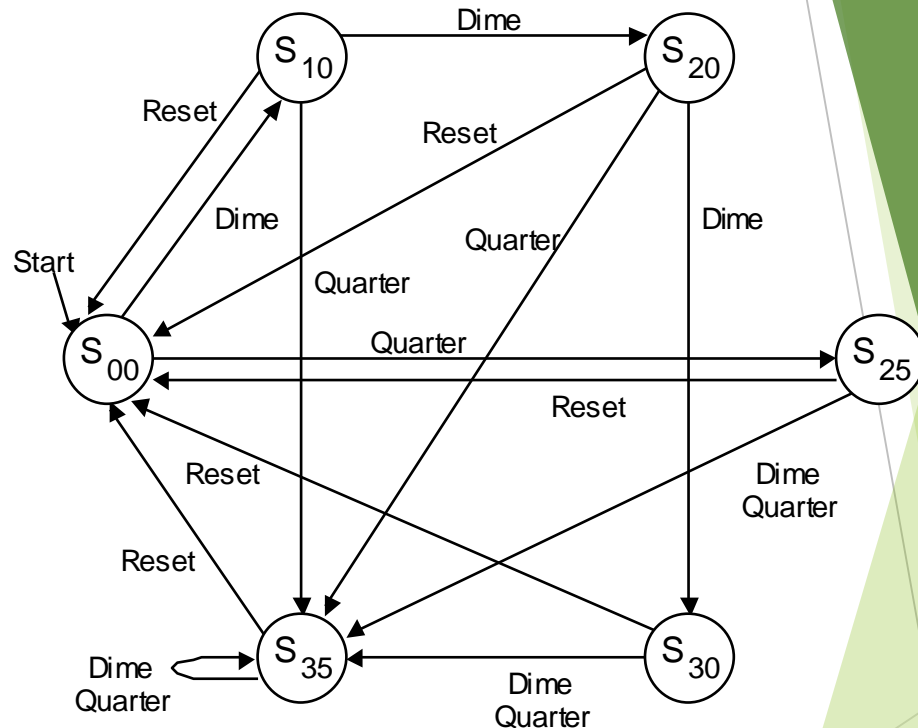 Dime
S10
S20
Reset
Reset
Dime
Dime
Quarter
Start
Quarter
Quarter
S00
S25
Reset
Reset
Dime
Quarter
Reset
S35
S30
Dime
Quarter
Dime
Quarter